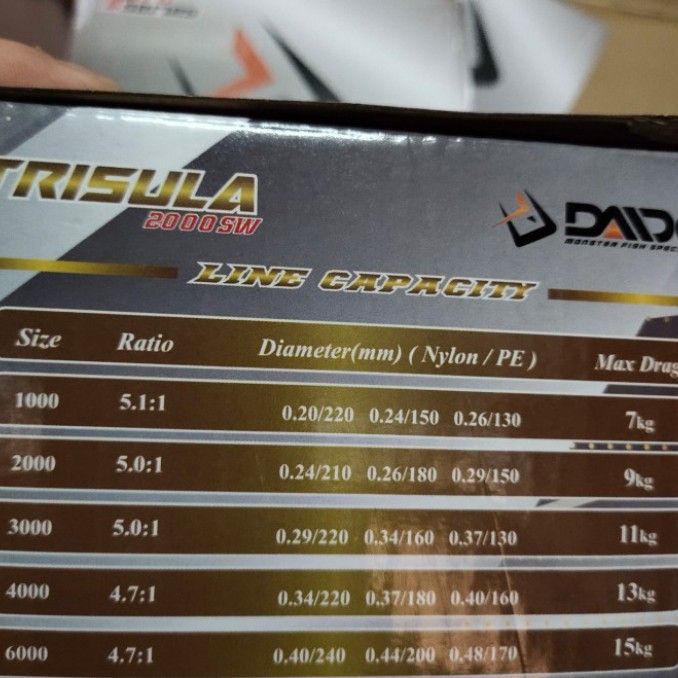 TRISULA
2000SW
DAIDO
MONSTER FISH SPEC
LINE CAPACITY
Size Ratio Diameter(mm) ( Nylon / PE ) Max Drag
1000 5.1:1 0.20/220 0.24/150 0.26/130 7kg
2000 5.0:1 0.24/210 0.26/180 0.29/150 9kg
3000 5.0:1 0.29/220 0.34/160 0.37/130 11kg
4000 4.7:1 0.34/220 0.37/180 0.40/160 13kg
6000 4.7:1 0.40/240 0.44/200 0.48/170 15kg